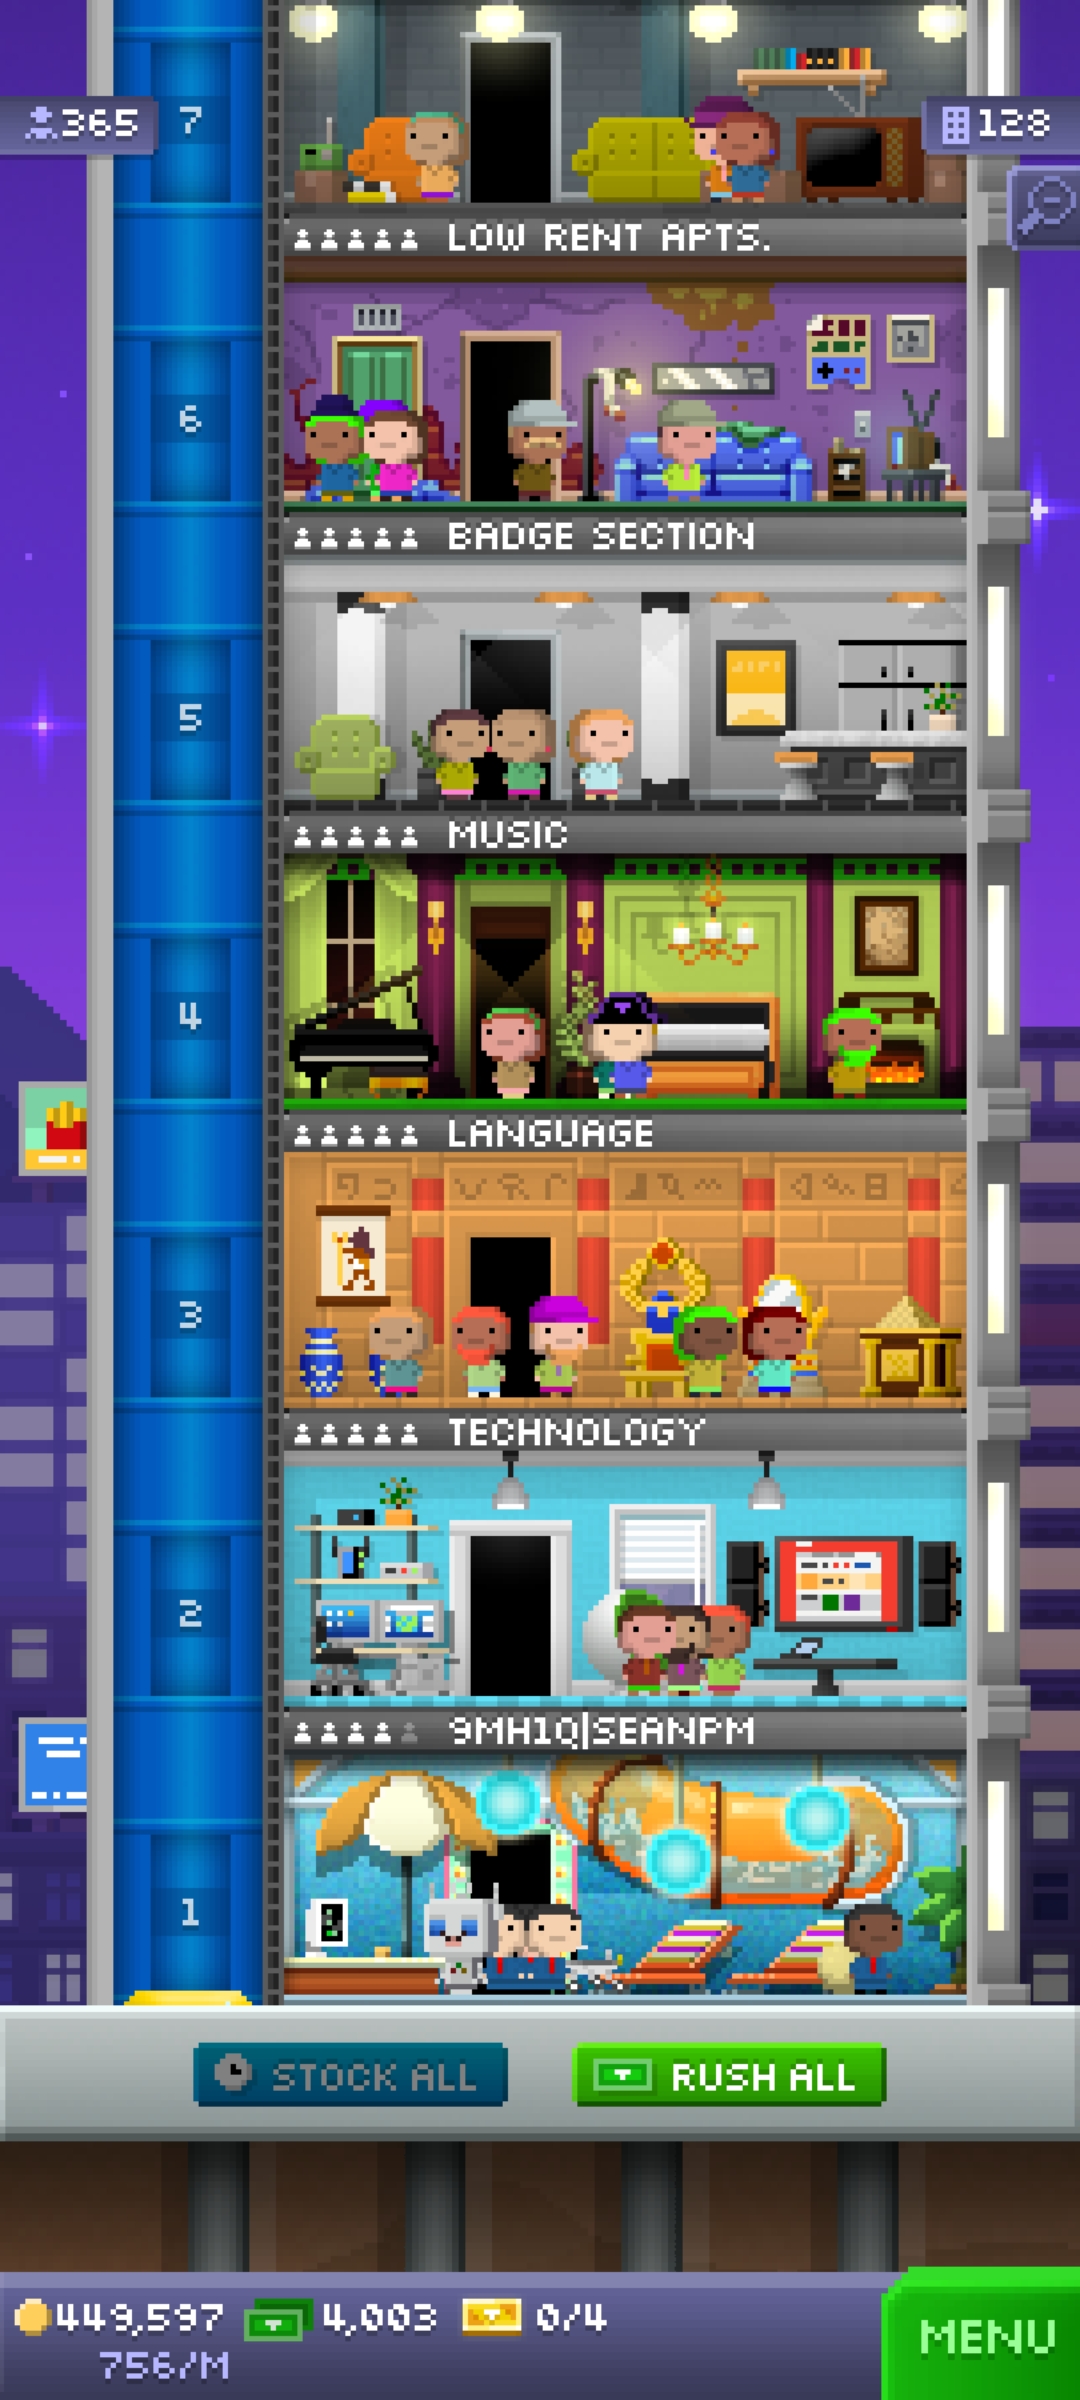 365
7
128
LOW RENT APTS.
6
BADGE SECTION
5
MUSIC
4
LANGUAGE
3
TECHNOLOGY
2
9MH1Q|SEANPM
1
STOCK ALL
RUSH ALL
449,597
4,003
0/4
756/M
MENU